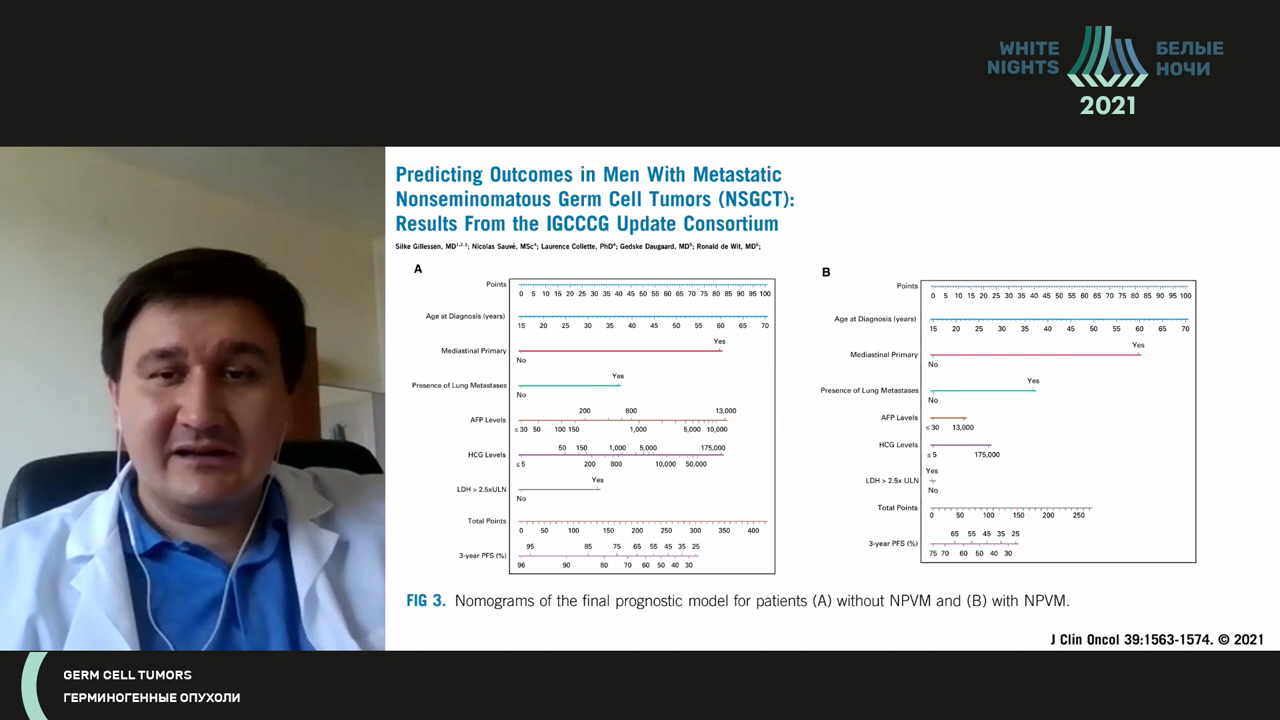 WHITE NIGHTS
БЕЛЫЕ НОЧИ
2021
Predicting Outcomes in Men With Metastatic
Nonseminomatous Germ Cell Tumors (NSGCT):
Results From the IGCCCG Update Consortium
Silke Gillessen, MD1,2,3; Nicolas Sauvé, MSc4; Laurence Collette, PhD4; Gedske Daugaard, MD5; Ronald de Wit, MD6;
A
Points
0 5 10 15 20 25 30 35 40 45 50 55 60 65 70 75 80 85 90 95 100
Age at Diagnosis (years)
15 20 25 30 35 40 45 50 55 60 65 70
Yes
Mediastinal Primary
No
Yes
Presence of Lung Metastases
No
200 800 13,000
AFP Levels
≤ 30 50 100 150 1,000 5,000 10,000
50 150 1,000 5,000 175,000
HCG Levels
≤ 5 200 800 10,000 50,000
Yes
LDH > 2.5xULN
No
Total Points
0 50 100 150 200 250 300 350 400
95 85 75 65 55 45 35 25
3-year PFS (%)
96 90 80 70 60 50 40 30
B
Points
0 5 10 15 20 25 30 35 40 45 50 55 60 65 70 75 80 85 90 95 100
Age at Diagnosis (years)
15 20 25 30 35 40 45 50 55 60 65 70
Yes
Mediastinal Primary
No
Yes
Presence of Lung Metastases
No
AFP Levels
≤ 30 13,000
HCG Levels
≤ 5 175,000
Yes
LDH > 2.5x ULN
No
Total Points
0 50 100 150 200 250
65 55 45 35 25
3-year PFS (%)
75 70 60 50 40 30
FIG 3. Nomograms of the final prognostic model for patients (A) without NPVM and (B) with NPVM.
J Clin Oncol 39:1563-1574. © 2021
GERM CELL TUMORS
ГЕРМИНОГЕННЫЕ ОПУХОЛИ